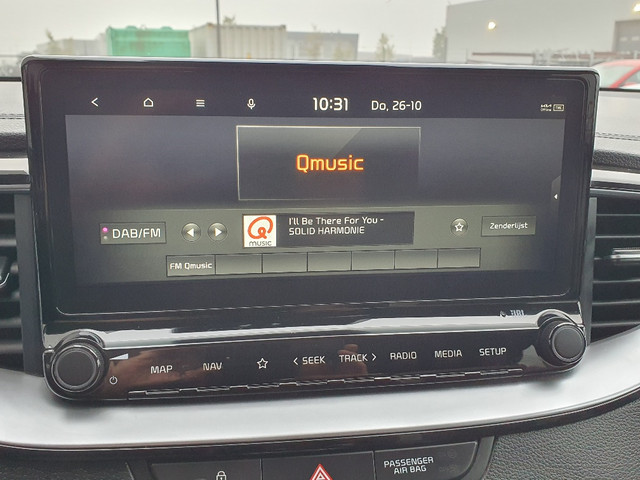 10:31 Do, 26-10
Qmusic
DAB/FM
music
I'll Be There For You -
SOLID HARMONIE
Zenderlijst
FM Qmusic
MAP NAV < SEEK TRACK > RADIO MEDIA SETUP
PASSENGER
AIR BAG